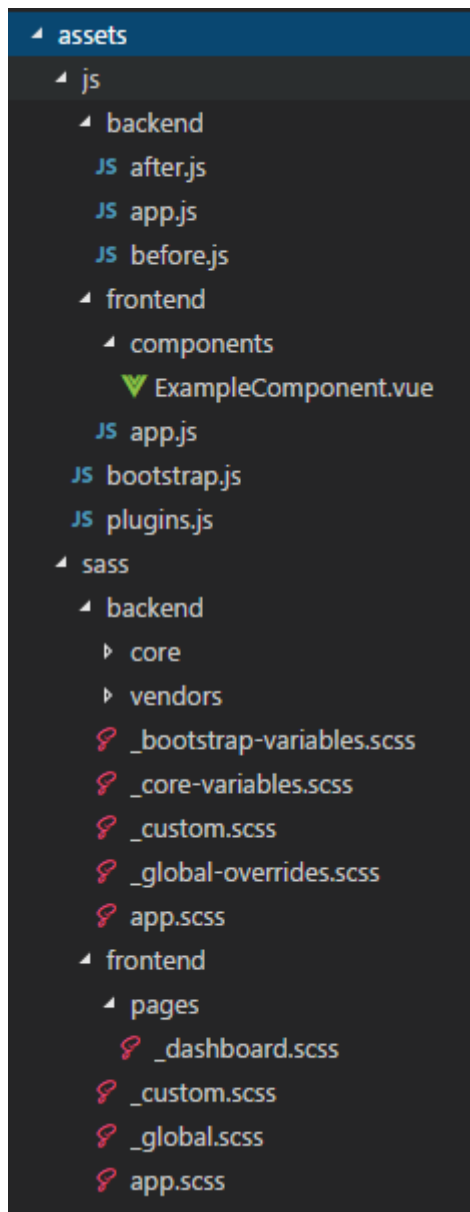 assets
js
backend
JS after.js
JS app.js
JS before.js
frontend
components
ExampleComponent.vue
JS app.js
JS bootstrap.js
JS plugins.js
sass
backend
core
vendors
_bootstrap-variables.scss
_core-variables.scss
_custom.scss
_global-overrides.scss
app.scss
frontend
pages
_dashboard.scss
_custom.scss
_global.scss
app.scss